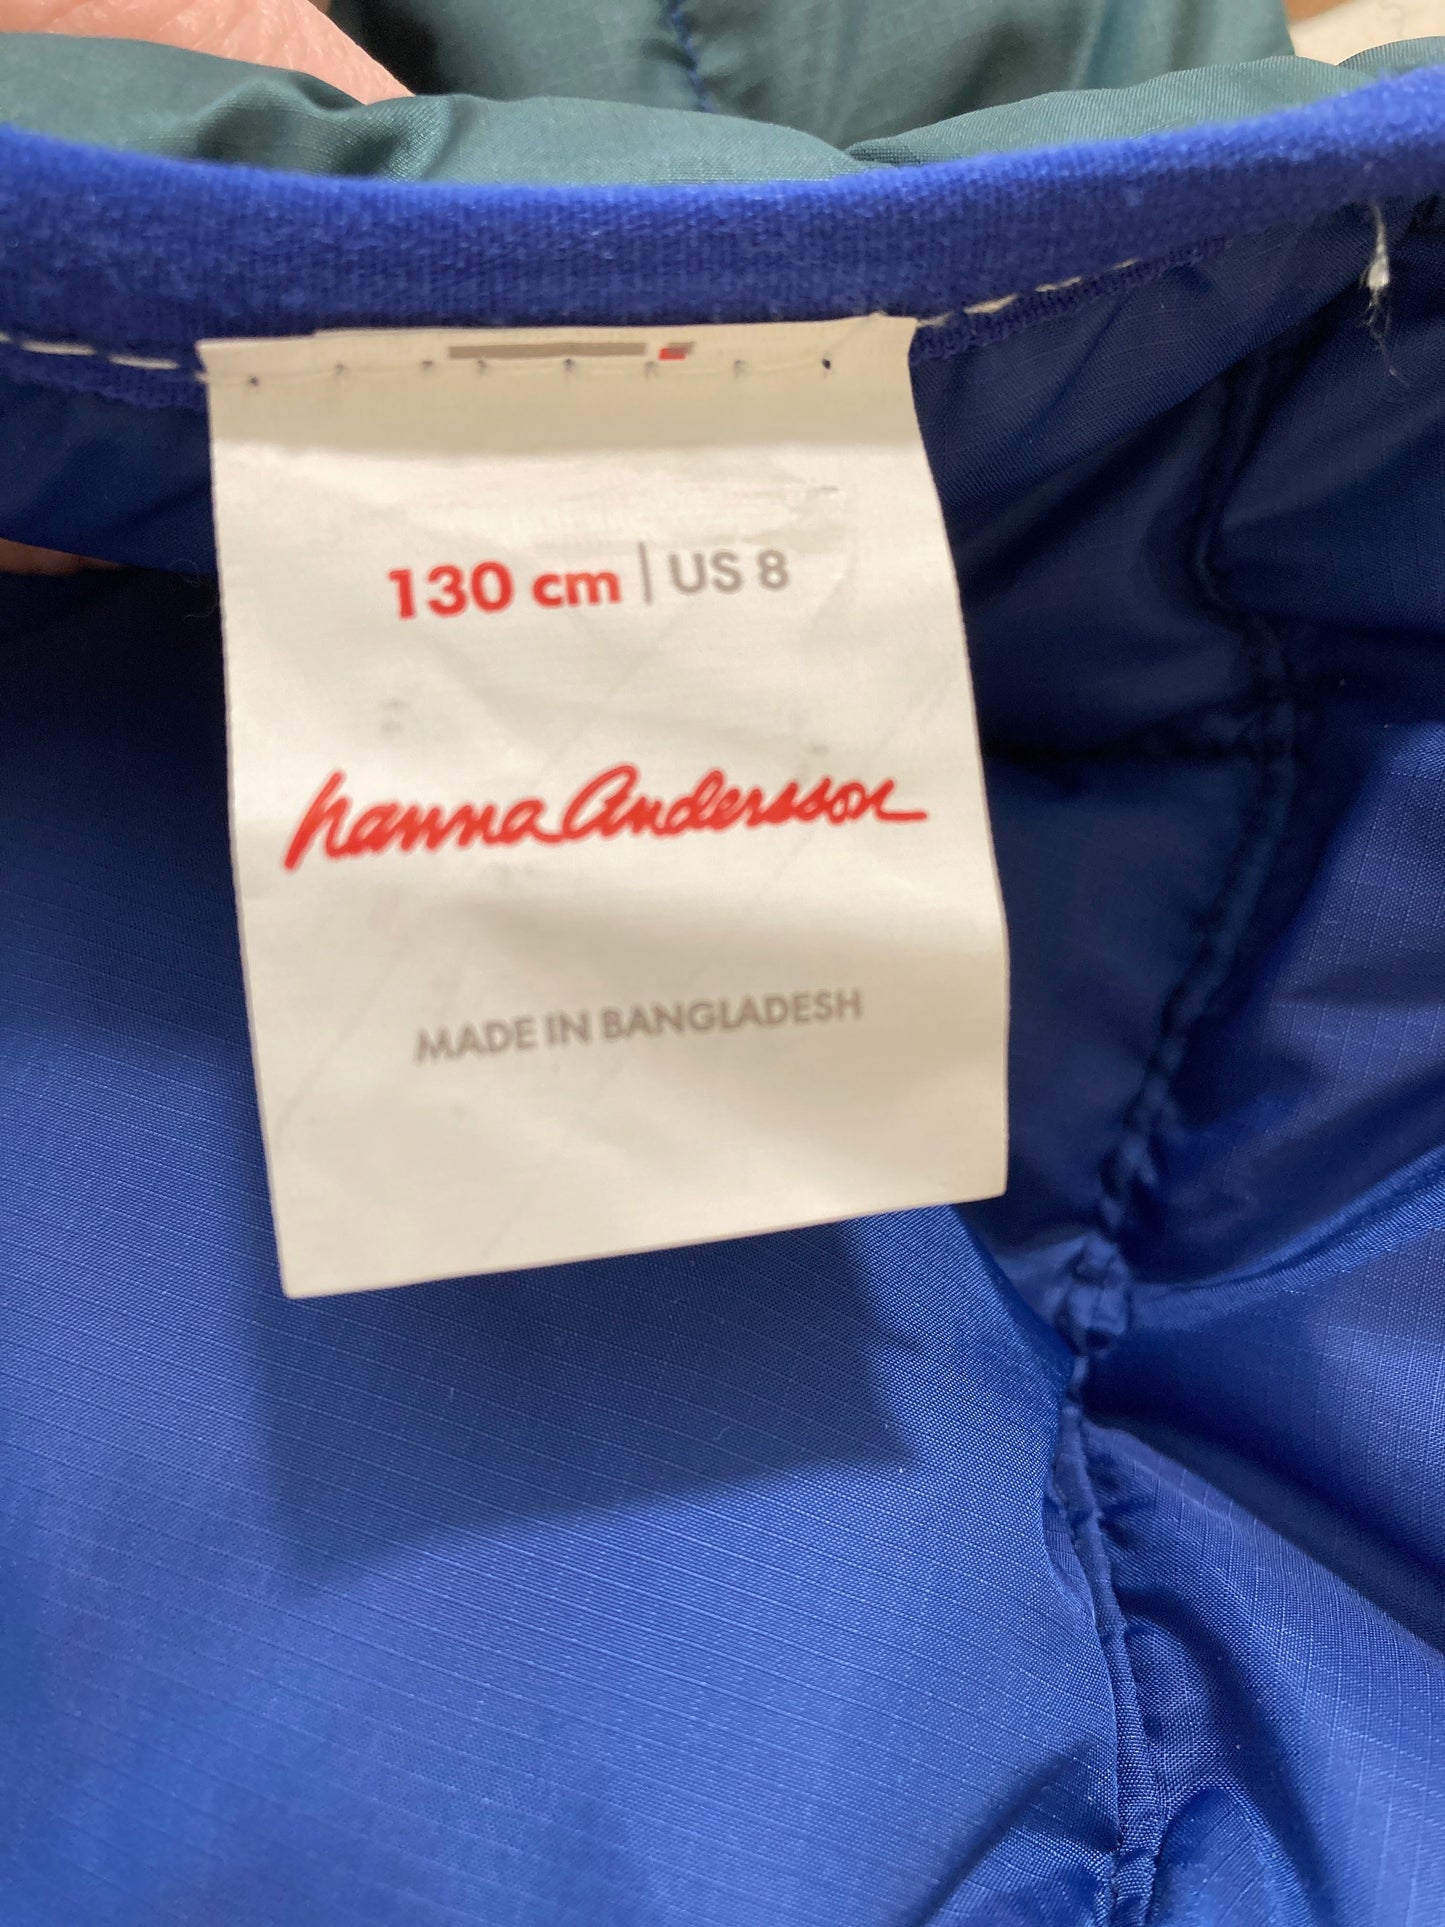 130 cm | US 8
hanna Andersson
MADE IN BANGLADESH